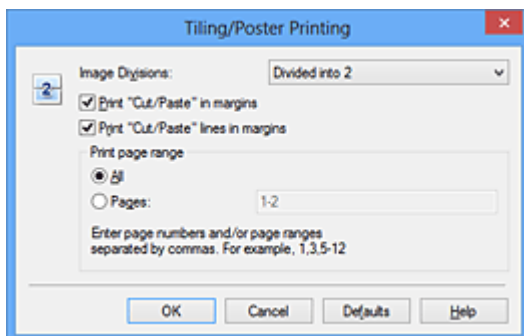 Tiling/Poster Printing
Image Divisions: Divided into 2
2
Print "Cut/Paste" in margins
Print "Cut/Paste" lines in margins
Print page range
All
Pages: 1-2
Enter page numbers and/or page ranges
separated by commas. For example, 1,3,5-12
OK Cancel Defaults Help